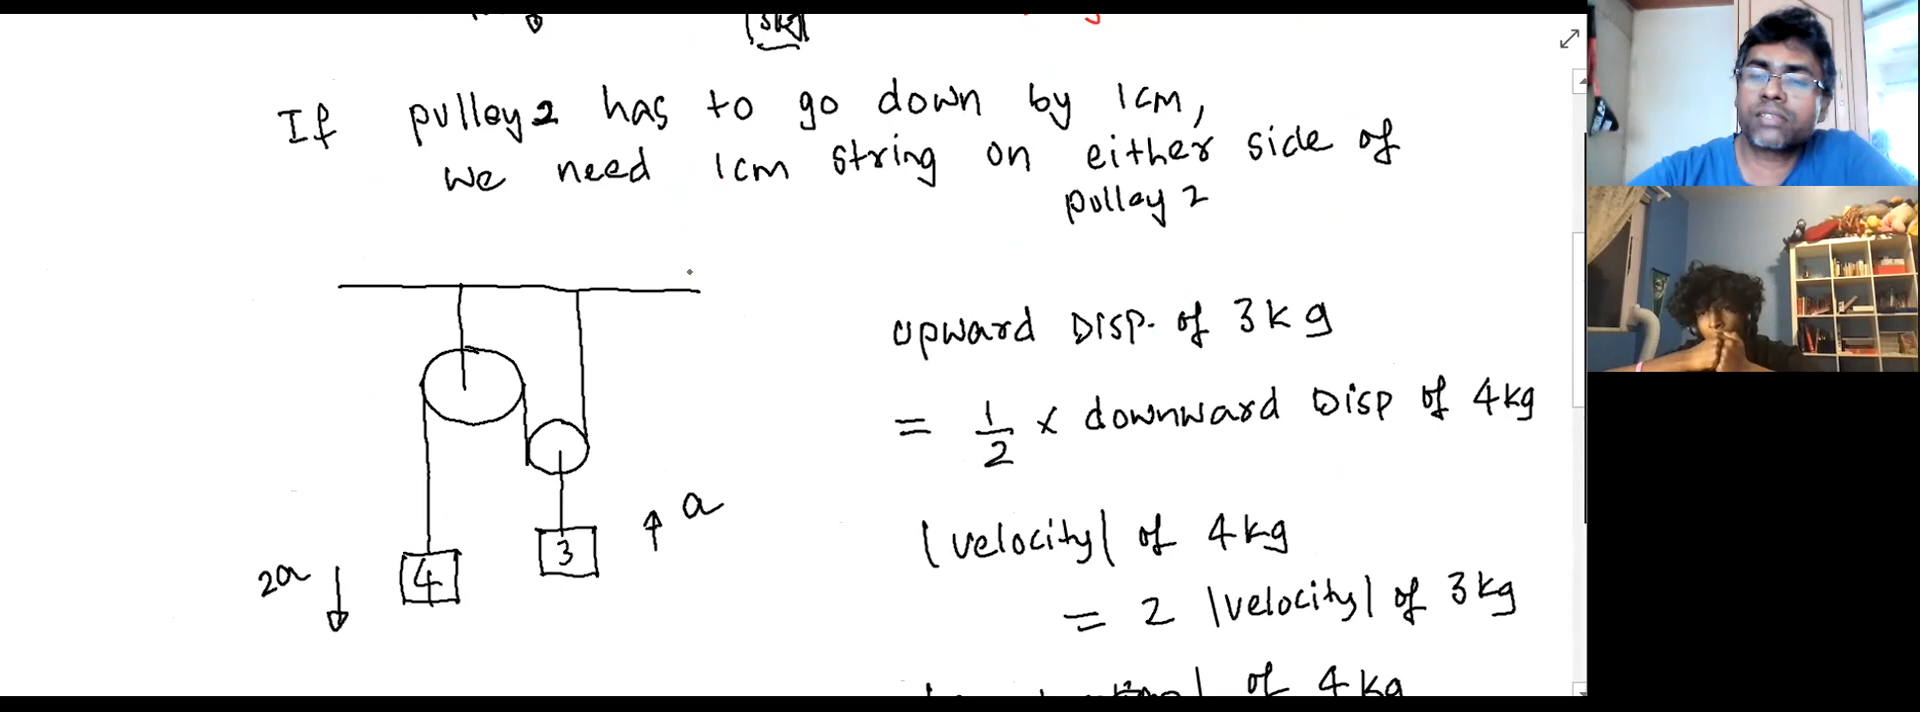 If pulley 2 has to go down by 1cm,
we need 1cm string on either side of
pulley 2
upward Disp. of 3kg
= 1/2 x downward Disp of 4kg
a
3
|velocity| of 4kg
2a
4
= 2 |velocity| of 3kg
of 4kg